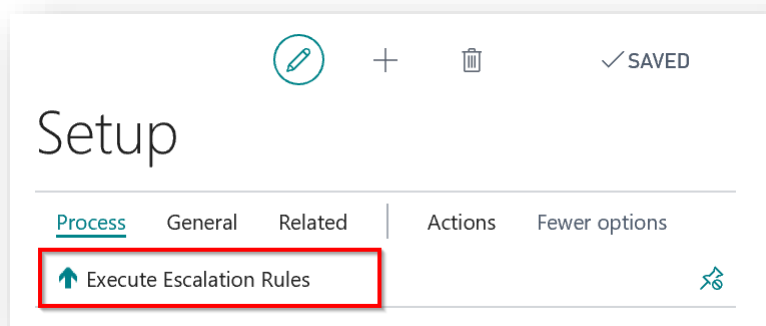 SAVED
Setup
Process General Related Actions Fewer options
Execute Escalation Rules